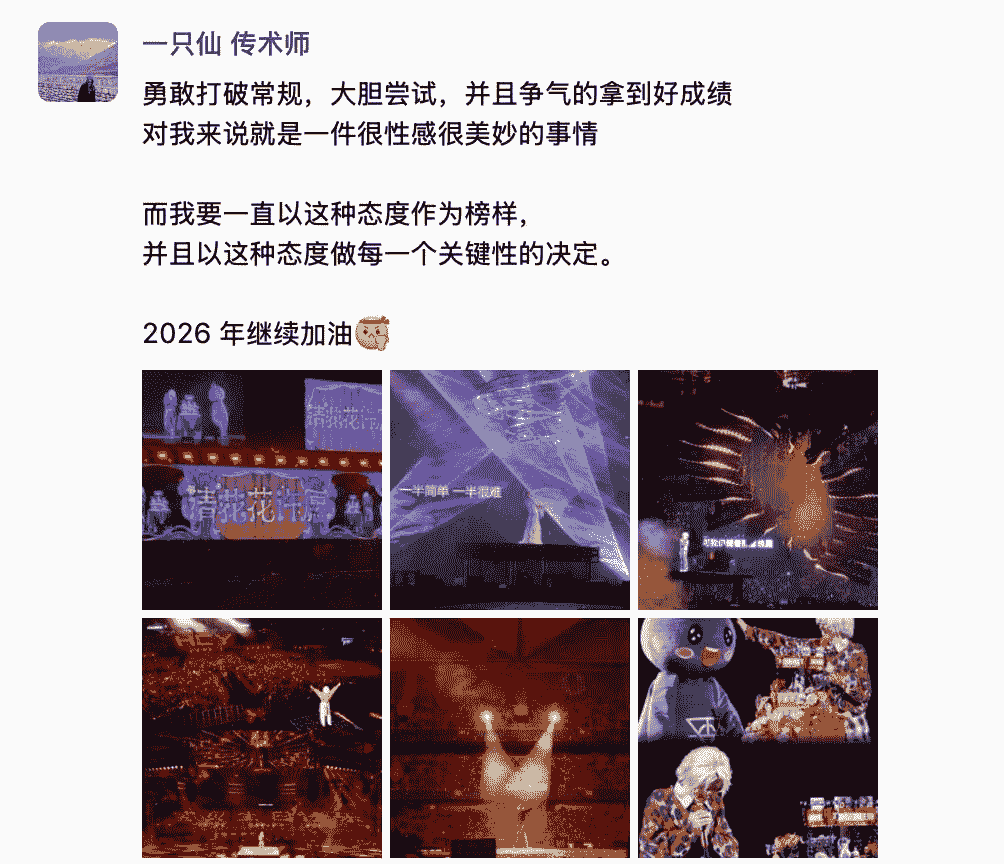 一只仙 传术师
勇敢打破常规，大胆尝试，并且争气的拿到好成绩
对我来说就是一件很性感很美妙的事情
而我要一直以这种态度作为榜样，
并且以这种态度做每一个关键性的决定。
2026 年继续加油
一半简单 一半很难